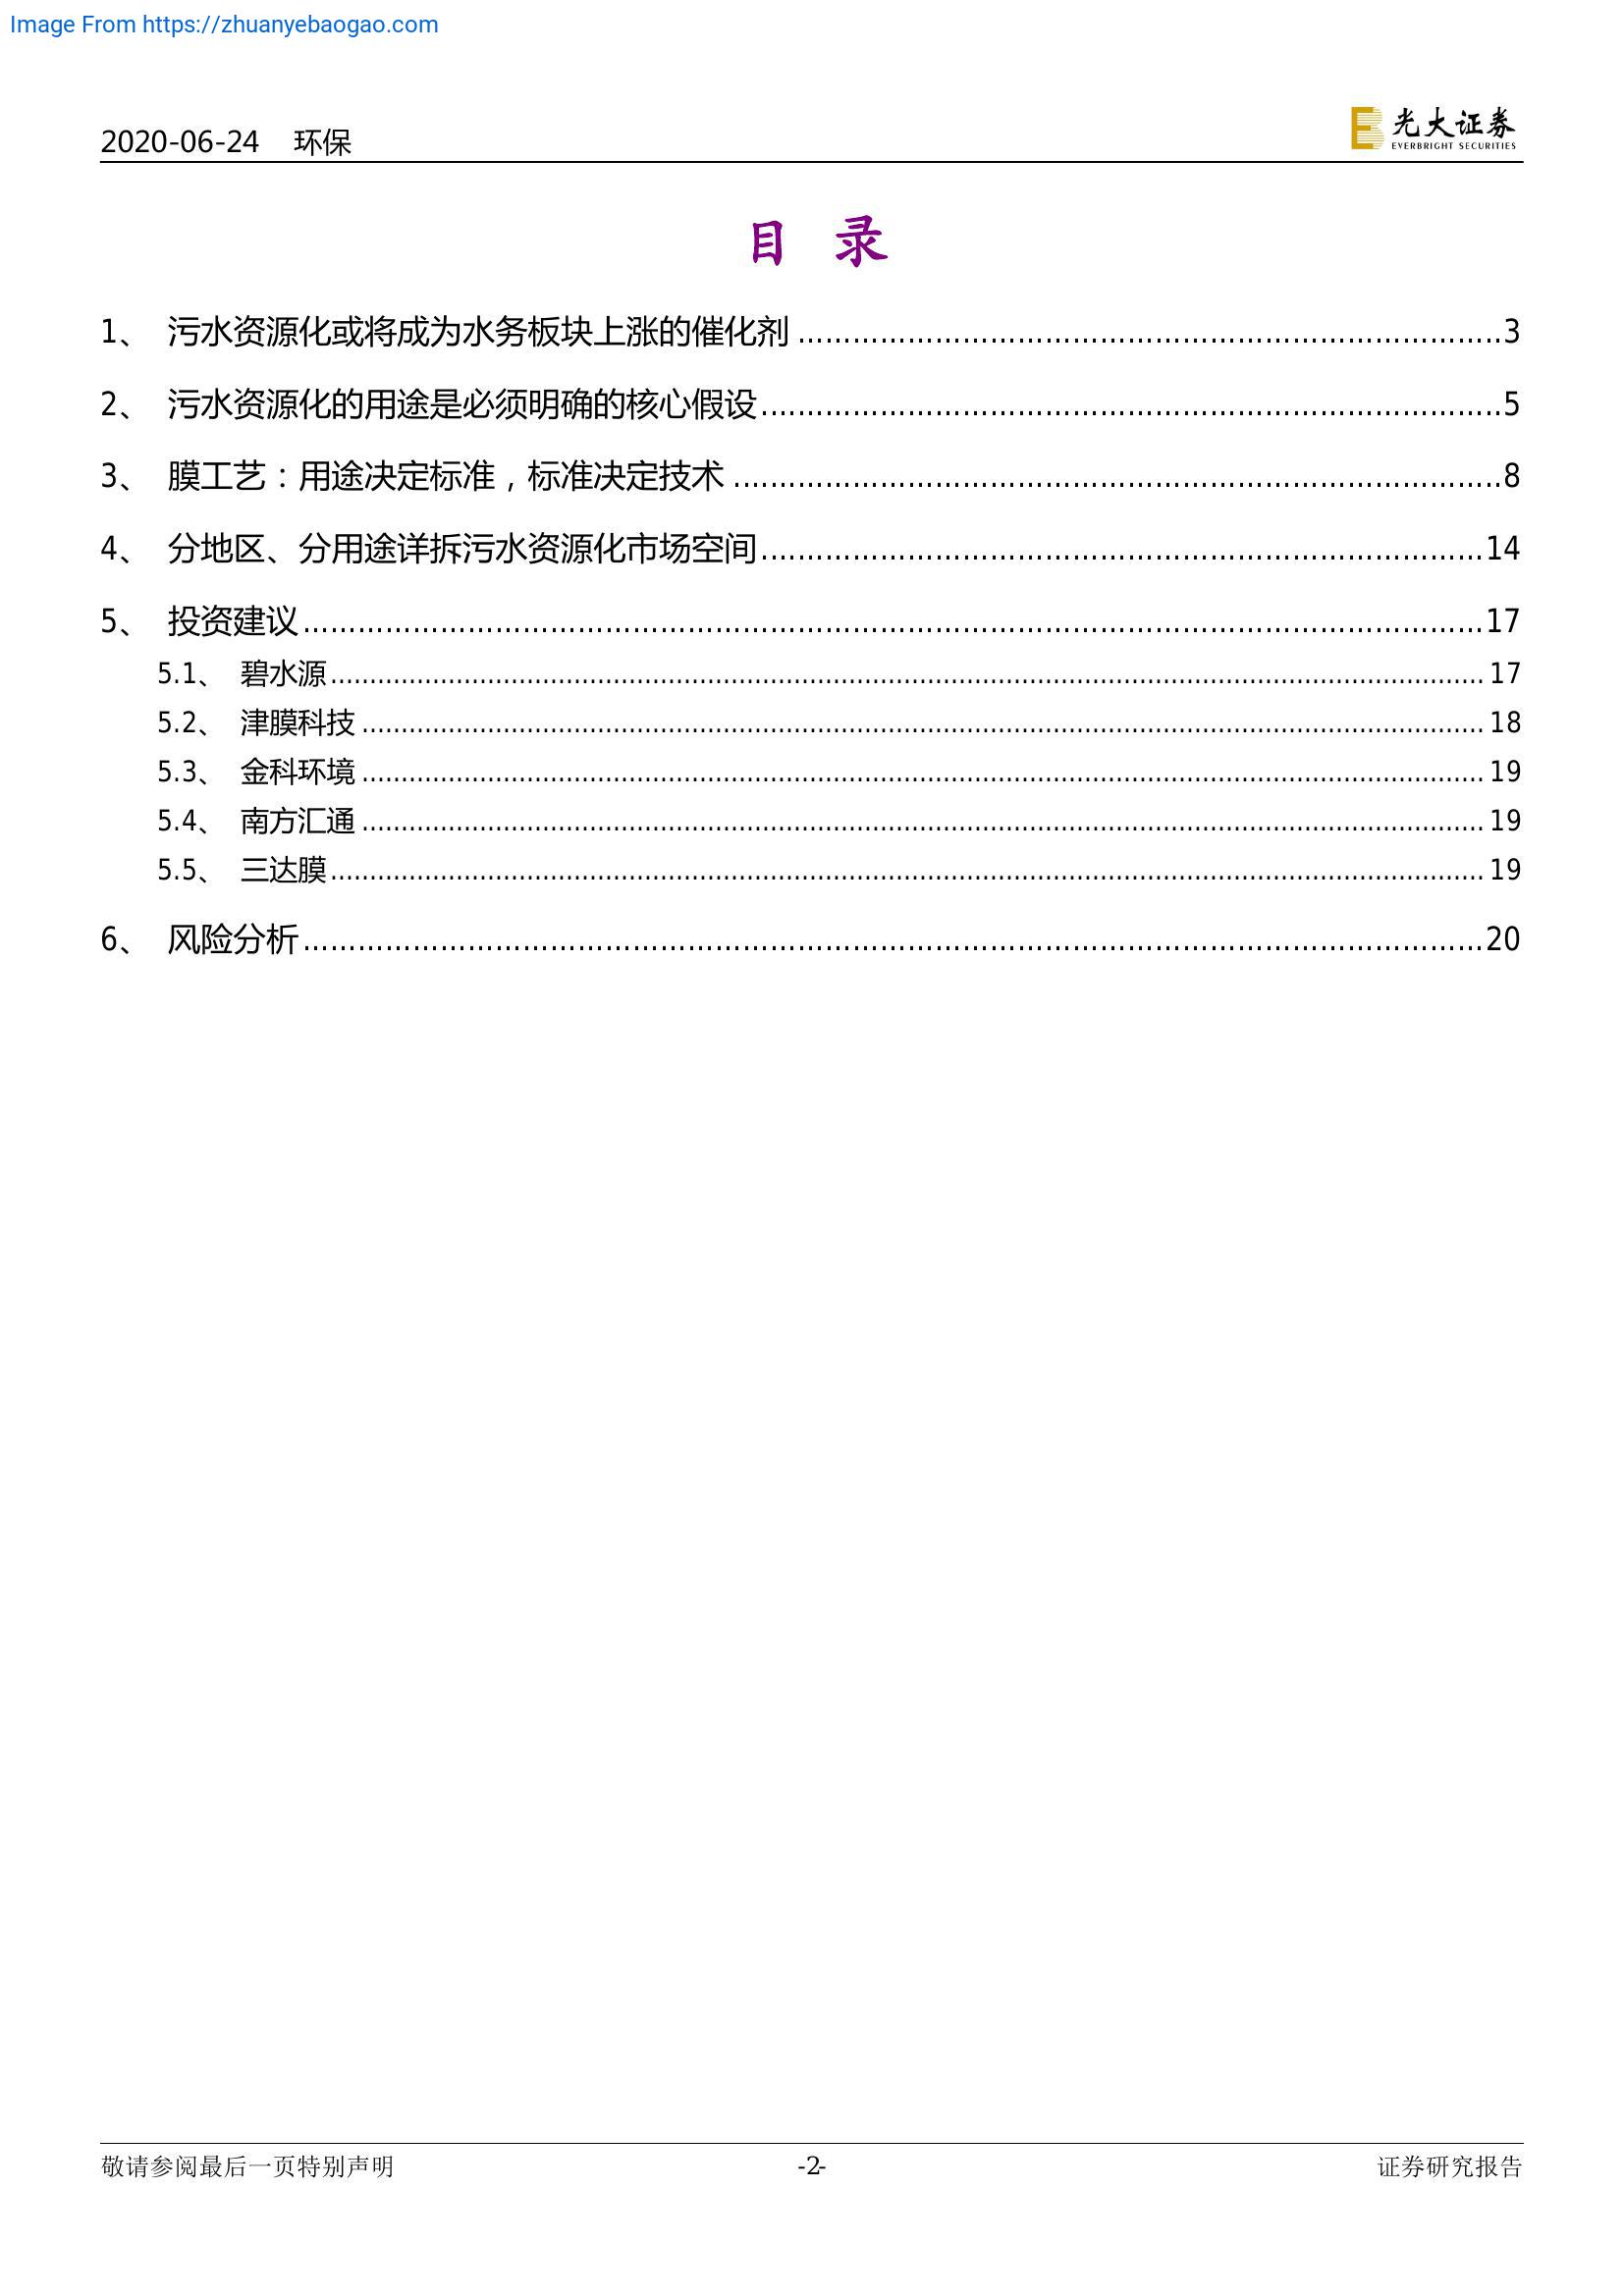 Image From https://zhuanyebaogao.com
2020-06-24 环保
光大证券
EVERBRIGHT SECURITIES
目 录
1、 污水资源化或将成为水务板块上涨的催化剂 ........ 3
2、 污水资源化的用途是必须明确的核心假设 ........ 5
3、 膜工艺：用途决定标准，标准决定技术 ........ 8
4、 分地区、分用途详拆污水资源化市场空间 ........ 14
5、 投资建议 ........ 17
5.1、 碧水源 ........ 17
5.2、 津膜科技 ........ 18
5.3、 金科环境 ........ 19
5.4、 南方汇通 ........ 19
5.5、 三达膜 ........ 19
6、 风险分析 ........ 20
敬请参阅最后一页特别声明 -2- 证券研究报告